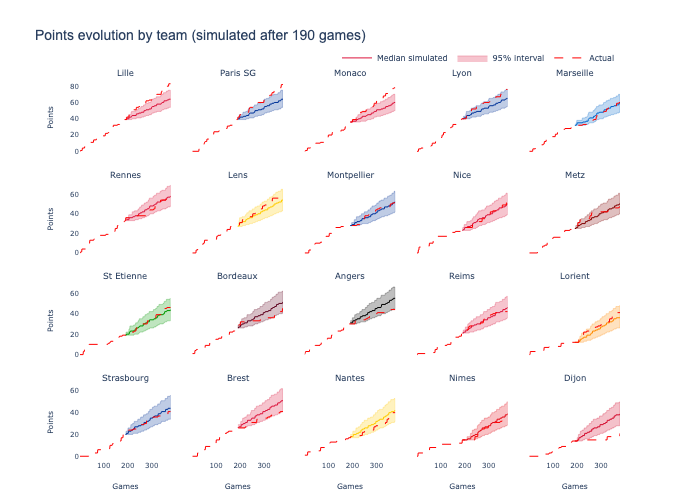 Points evolution by team (simulated after 190 games)
Median simulated 95% interval Actual
Lille Paris SG Monaco Lyon Marseille
Points
80
60
40
20
0
Rennes Lens Montpellier Nice Metz
Points
60
40
20
0
St Etienne Bordeaux Angers Reims Lorient
Points
60
40
20
0
Strasbourg Brest Nantes Nimes Dijon
Points
60
40
20
0
100 200 300 100 200 300 100 200 300 100 200 300 100 200 300
Games Games Games Games Games